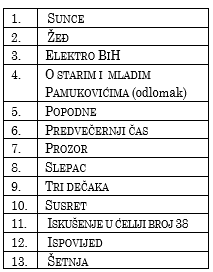 1. SUNCE
2. ŽEĐ
3. ELEKTRO BIH
4. O STARIM I MLADIM
PAMUKOVIĆIMA (odlomak)
5. POPODNE
6. PREDVEČERNJI ČAS
7. PROZOR
8. SLEPAC
9. TRI DEČAKA
10. SUSRET
11. ISKUŠENJE U ĆELIJI BROJ 38
12. ISPOVIJED
13. ŠETNJA